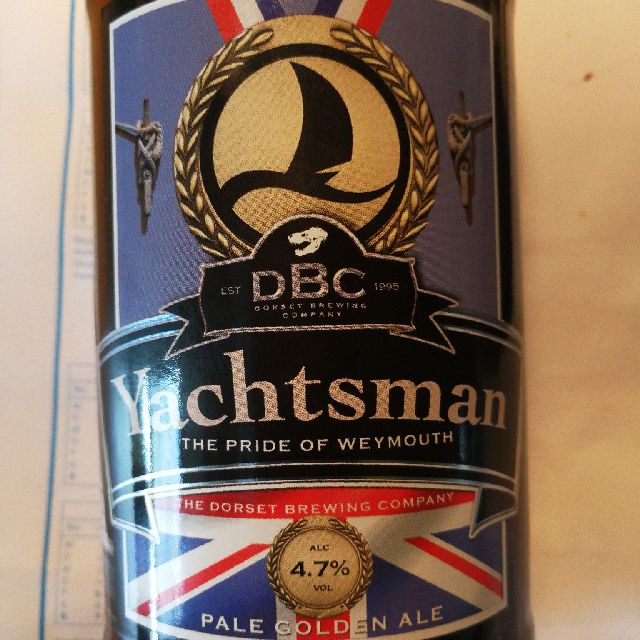 EST DBC 1995
DORSET BREWING
COMPANY
Yachtsman
THE PRIDE OF WEYMOUTH
THE DORSET BREWING COMPANY
ALC
4.7%
VOL
PALE GOLDEN ALE